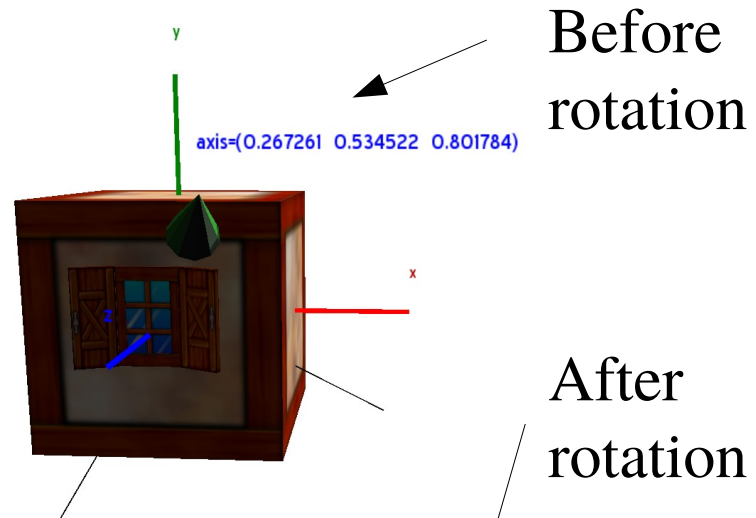 Before
rotation
y
axis=(0.267261 0.534522 0.801784)
x
z
After
rotation